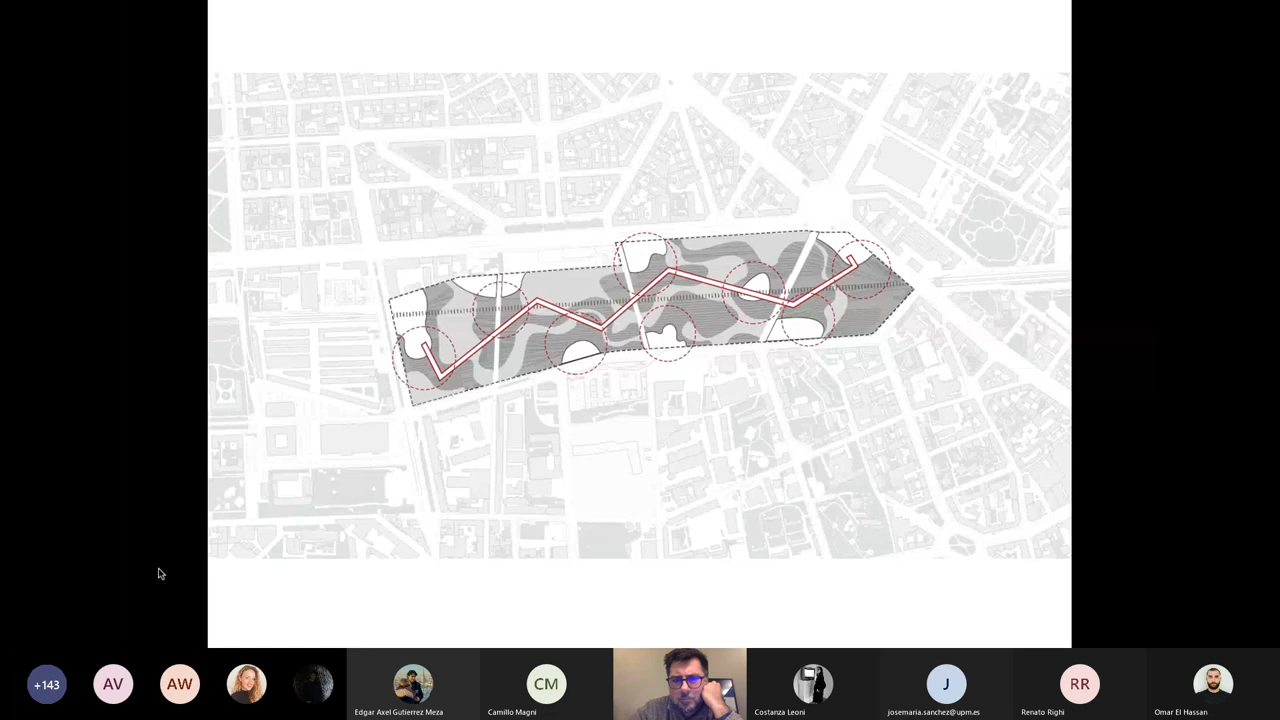 +143
AV
AW
Edgar Axel Gutierrez Meza
CM
Camillo Magni
Costanza Leoni
J
josemaria.sanchez@upm.es
RR
Renato Righi
Omar El Hassan